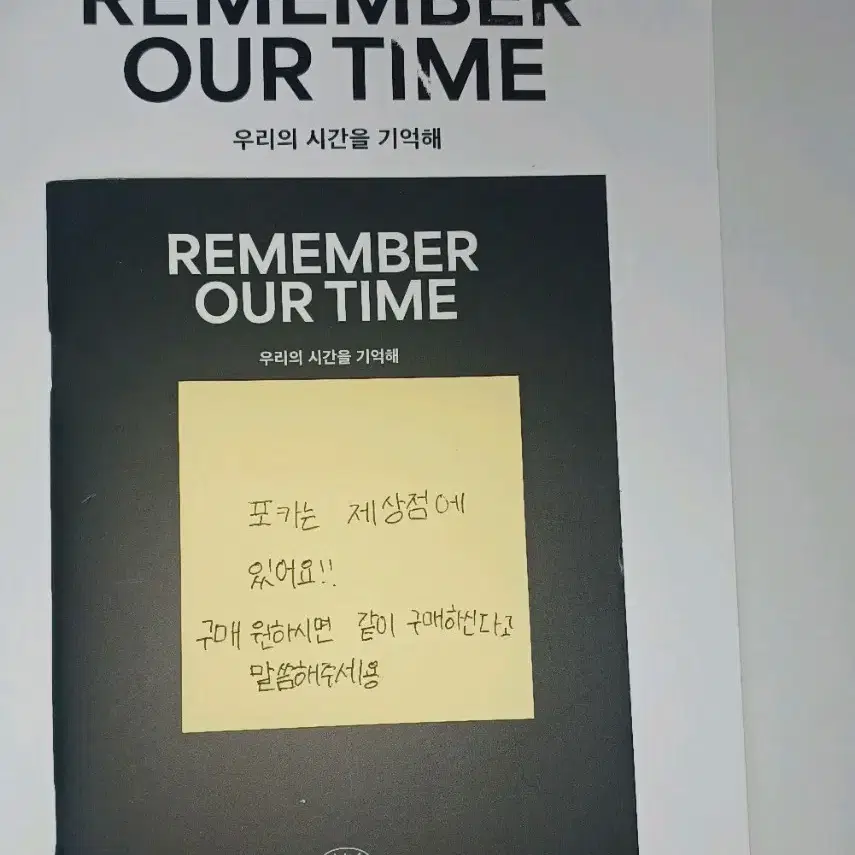 REMEMBER
OUR TIME
우리의 시간을 기억해
REMEMBER
OUR TIME
우리의 시간을 기억해
포카는 제상점에
있어요!!
구매 원하시면 같이 구매하신다고
말씀해주세용